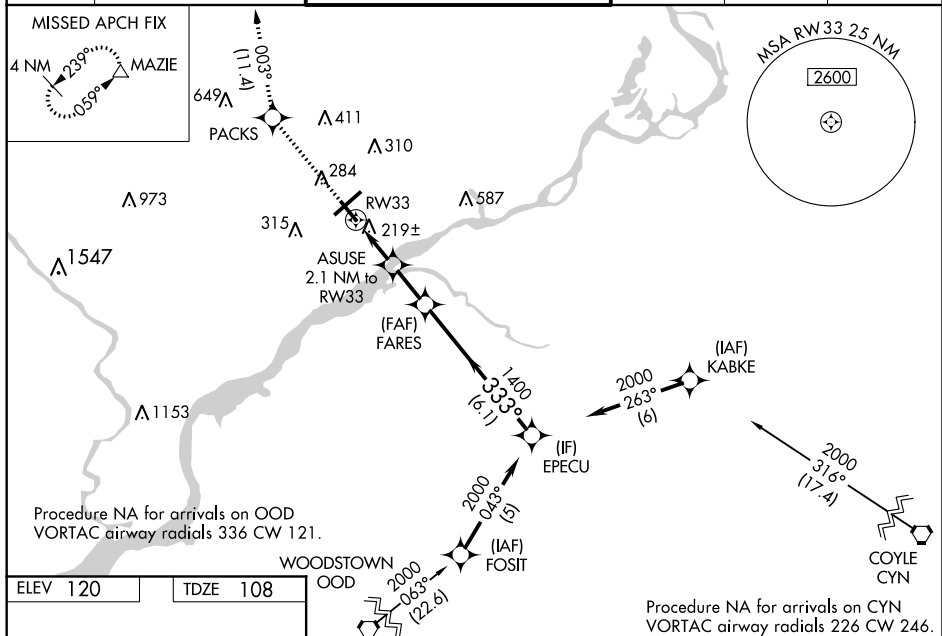 MISSED APCH FIX
4 NM
239°
059°
MAZIE
003°
(11.4)
MSA RW33 25 NM
2600
649
PACKS
411
310
284
973
RW33
587
315
219±
1547
ASUSE
2.1 NM to
RW33
(FAF)
FARES
(IAF)
KABKE
1400
333°
(6.1)
2000
263°
(6)
1153
(IF)
EPECU
2000
316°
(17.4)
2000
043°
(5)
Procedure NA for arrivals on OOD
VORTAC airway radials 336 CW 121.
(IAF)
FOSIT
COYLE
CYN
WOODSTOWN
OOD
2000
063°
(22.6)
ELEV 120
TDZE 108
Procedure NA for arrivals on CYN
VORTAC airway radials 226 CW 246.